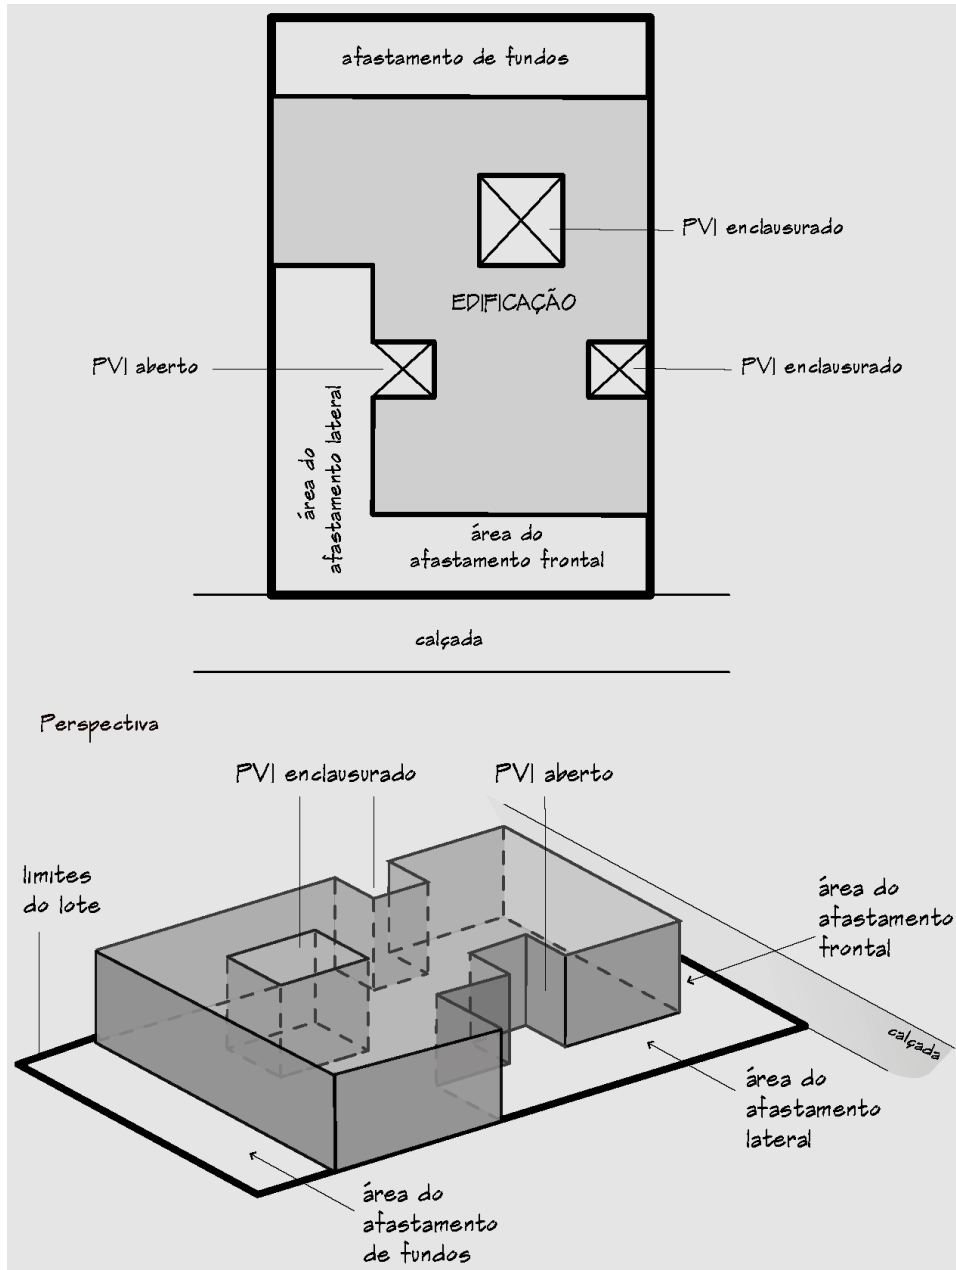 afastamento de fundos
PVI enclausurado
EDIFICAÇÃO
PVI aberto
PVI enclausurado
área do
afastamento lateral
área do
afastamento frontal
calçada
Perspectiva
PVI enclausurado
PVI aberto
limites
do lote
área do
afastamento
frontal
calçada
área do
afastamento
lateral
área do
afastamento
de fundos